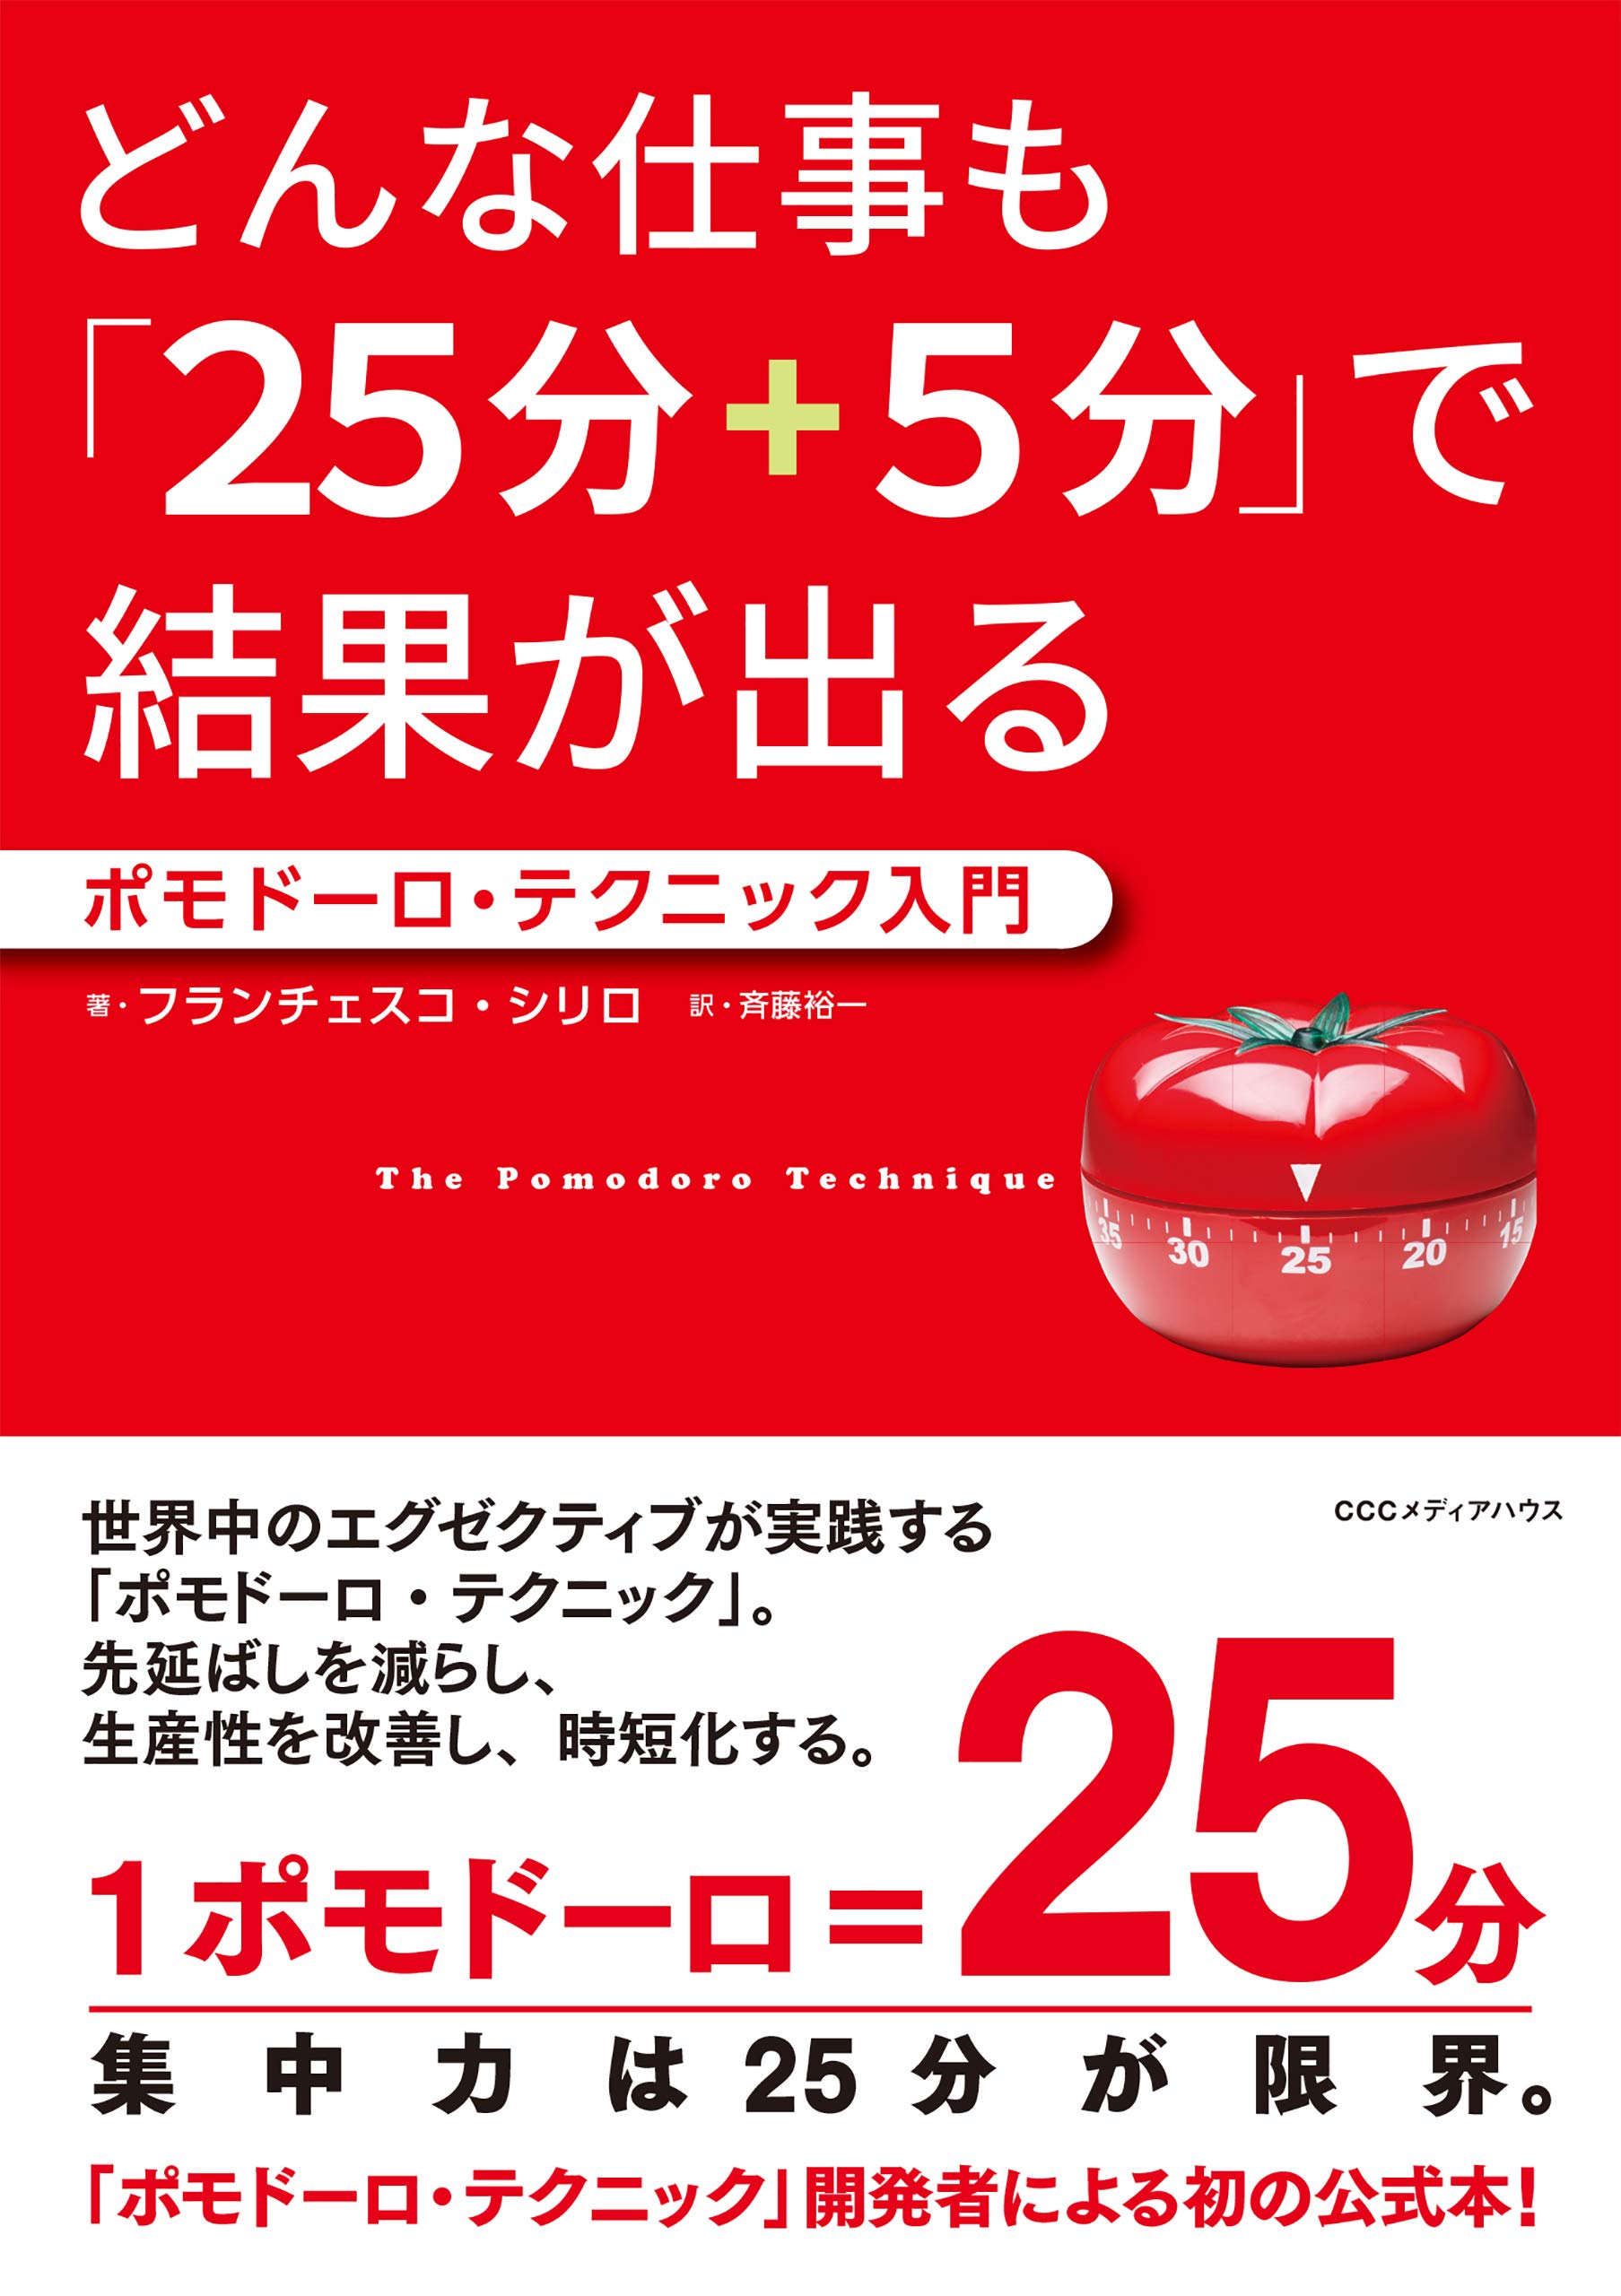 どんな仕事も
「25分+5分」で
結果が出る
ポモドーロ・テクニック入門
著・フランチェスコ・シリロ 訳・斉藤裕一
The Pomodoro Technique
35 30 25 20 15
世界中のエグゼクティブが実践する
「ポモドーロ・テクニック」。
先延ばしを減らし、
生産性を改善し、時短化する。
CCCメディアハウス
1ポモドーロ=25分
集中力は25分が限界。
「ポモドーロ・テクニック」開発者による初の公式本!